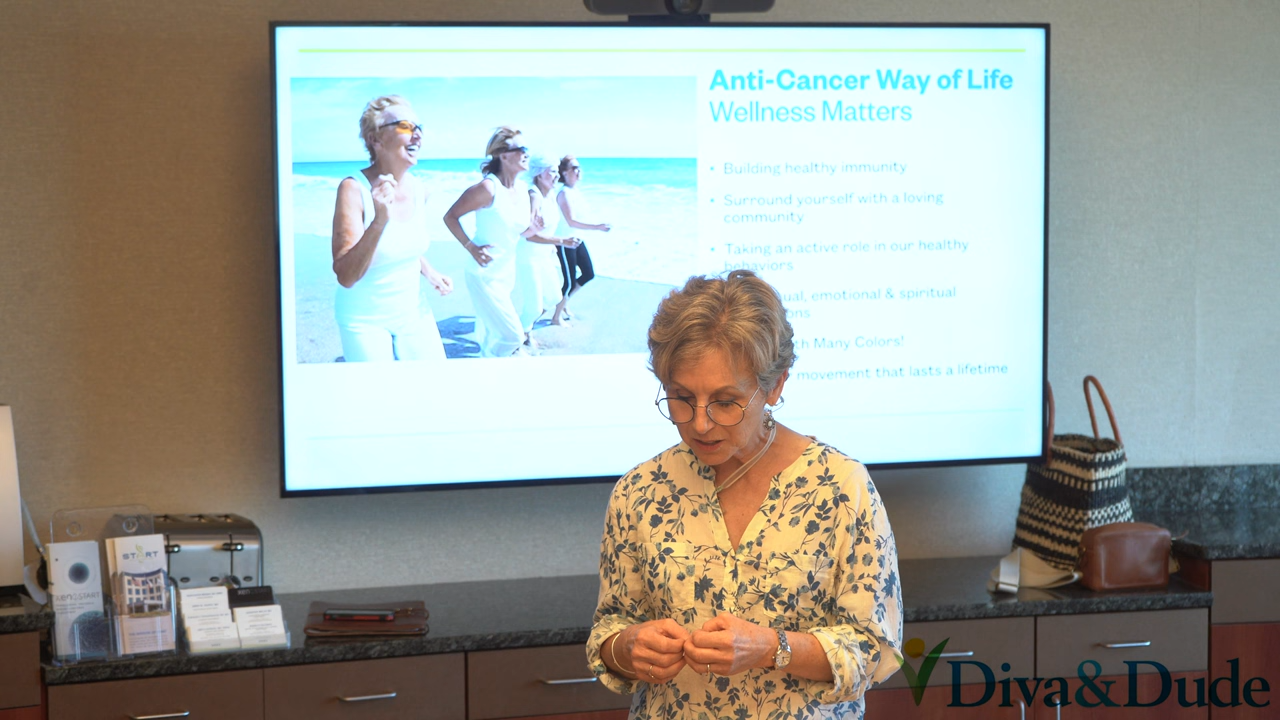 Anti-Cancer Way of Life
Wellness Matters
• Building healthy immunity
• Surround yourself with a loving
community
• Taking an active role in our healthy
behaviors
ual, emotional & spiritual
ons
th Many Colors!
movement that lasts a lifetime
START
Diva&Dude